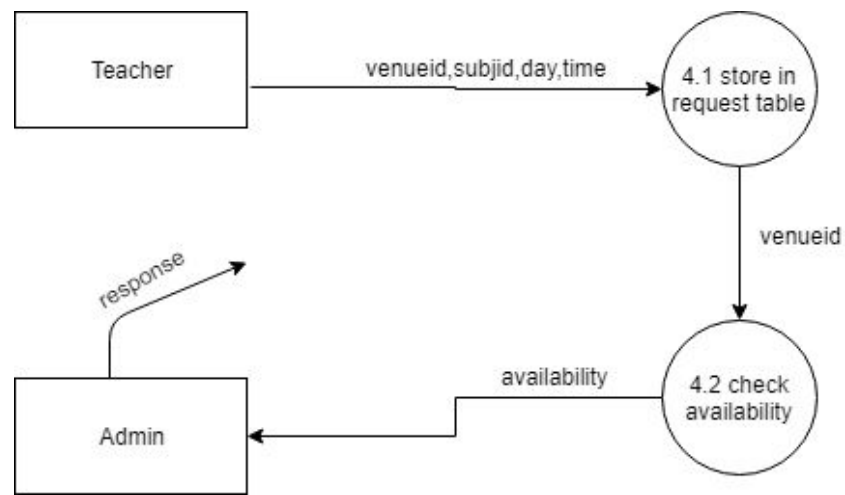 Teacher
venueid,subjid,day,time
4.1 store in
request table
venueid
response
availability
4.2 check
availability
Admin